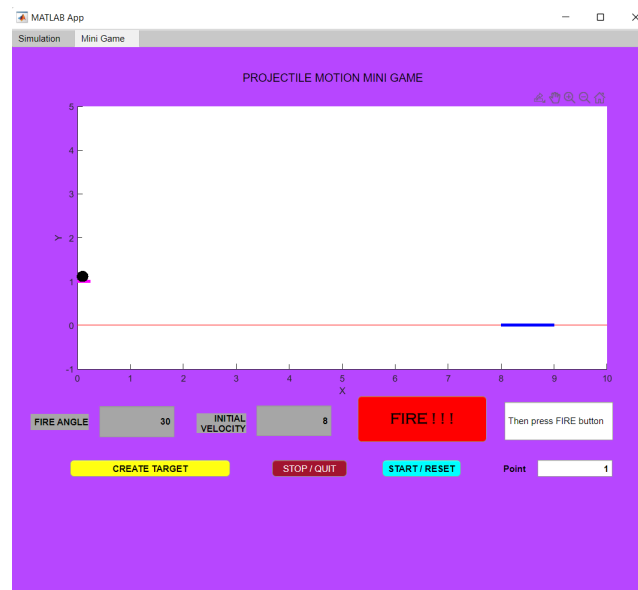 MATLAB App
Simulation
Mini Game
PROJECTILE MOTION MINI GAME
5
4
3
2
1
0
-1
Y
0 1 2 3 4 5 6 7 8 9 10
X
FIRE ANGLE
30
INITIAL
VELOCITY
8
FIRE ! ! !
Then press FIRE button
CREATE TARGET
STOP / QUIT
START / RESET
Point
1